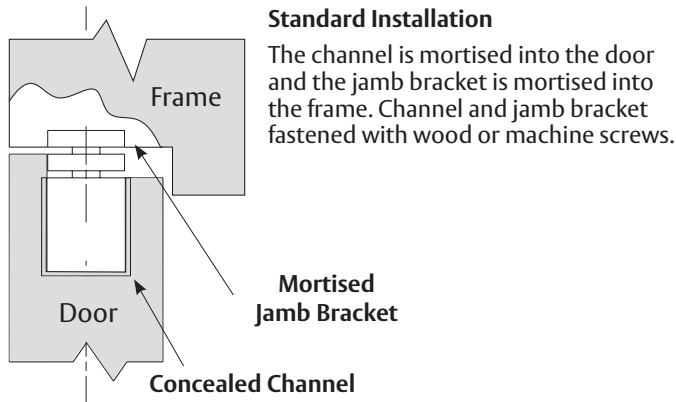 Standard Installation
The channel is mortised into the door
and the jamb bracket is mortised into
the frame. Channel and jamb bracket
fastened with wood or machine screws.
Frame
Mortised
Jamb Bracket
Door
Concealed Channel